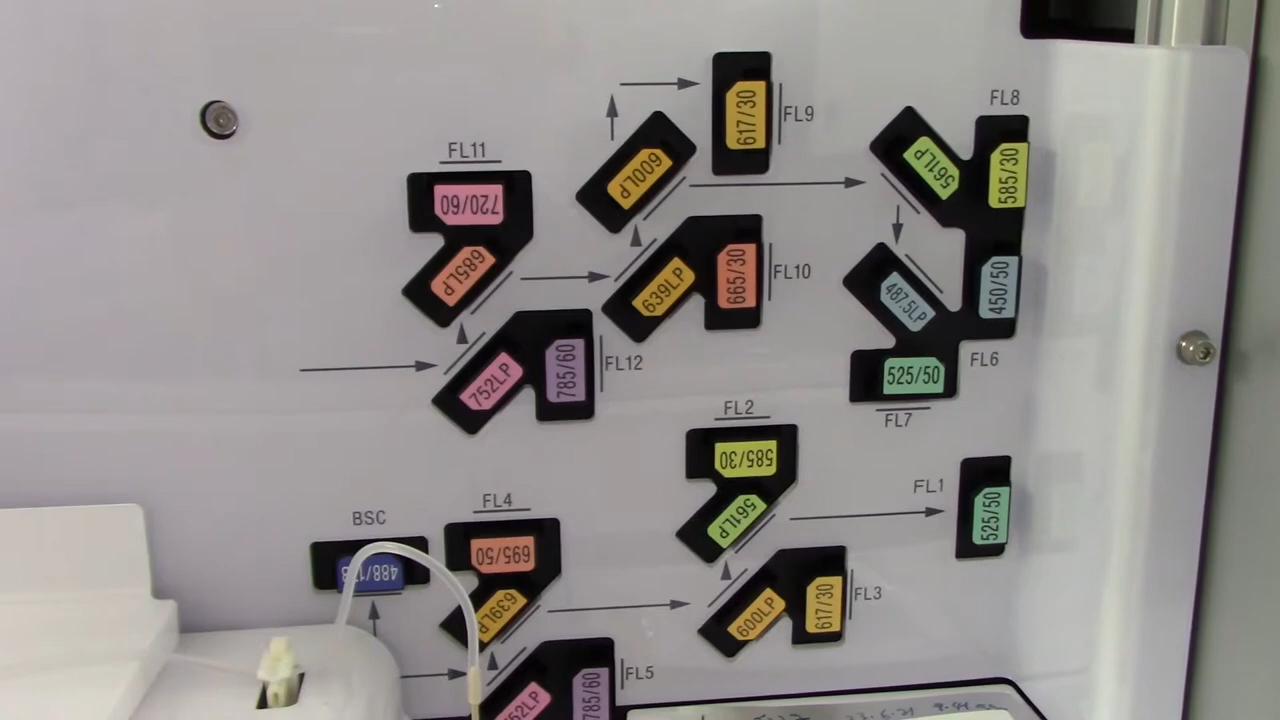 FL9
617/30
600LP
FL8
561LP
585/30
FL11
720/60
685LP
FL10
639LP
665/30
487.5LP
450/50
FL6
525/50
FL7
FL12
752LP
785/60
FL2
585/30
561LP
FL1
525/50
FL4
695/50
639LP
BSC
FL3
600LP
617/30
FL5
785/60